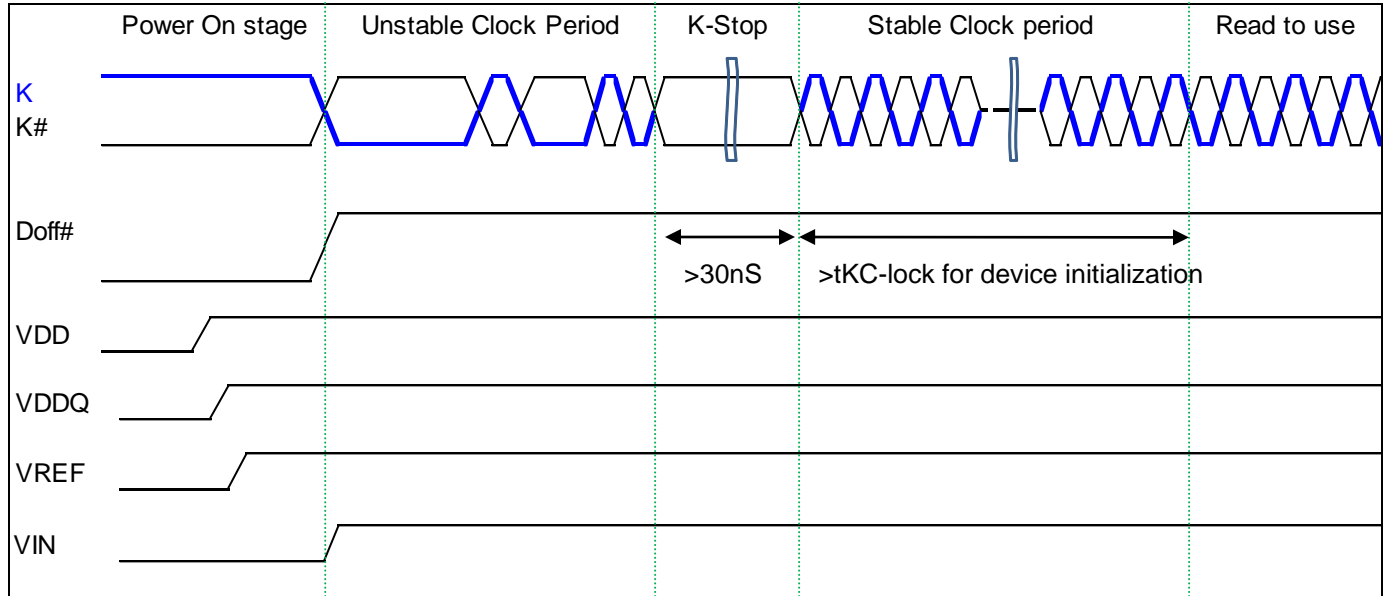 Power On stage Unstable Clock Period K-Stop Stable Clock period Read to use
K
K#
Doff#
>30nS >tKC-lock for device initialization
VDD
VDDQ
VREF
VIN